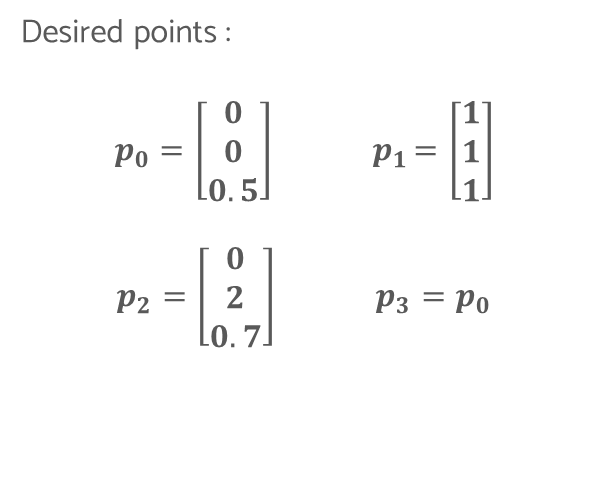 Desired points :
p₀ = [0 0 0.5] p₁ = [1 1 1]
p₂ = [0 2 0.7] p₃ = p₀